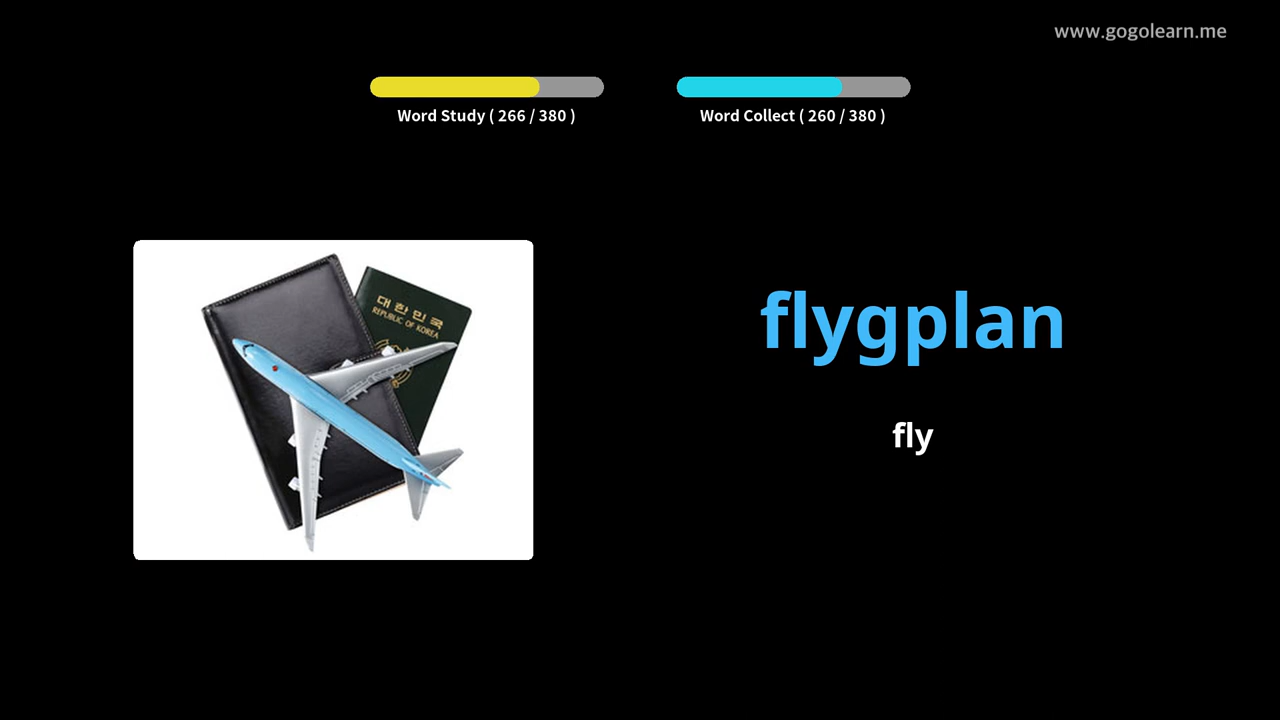 www.gogolearn.me
Word Study ( 266 / 380 )
Word Collect ( 260 / 380 )
대한민국
REPUBLIC OF KOREA
flygplan
fly